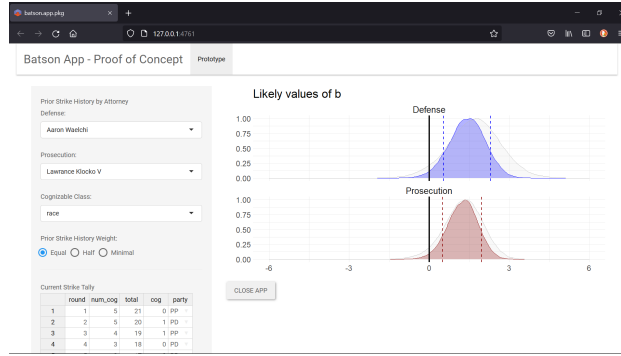 batson.app.pkg
127.0.0.1:4761
Batson App - Proof of Concept
Prototype
Prior Strike History by Attorney
Defense:
Aaron Waelchi
Prosecution:
Lawrance Klocko V
Cognizable Class:
race
Prior Strike History Weight:
Equal Half Minimal
Current Strike Tally
round num_cog total cog party
1 1 5 21 0 PP
2 2 5 20 1 PD
3 3 4 19 1 PP
4 4 3 18 0 PD
Likely values of b
Defense
1.00
0.75
0.50
0.25
0.00
Prosecution
1.00
0.75
0.50
0.25
0.00
-6 -3 0 3 6
CLOSE APP